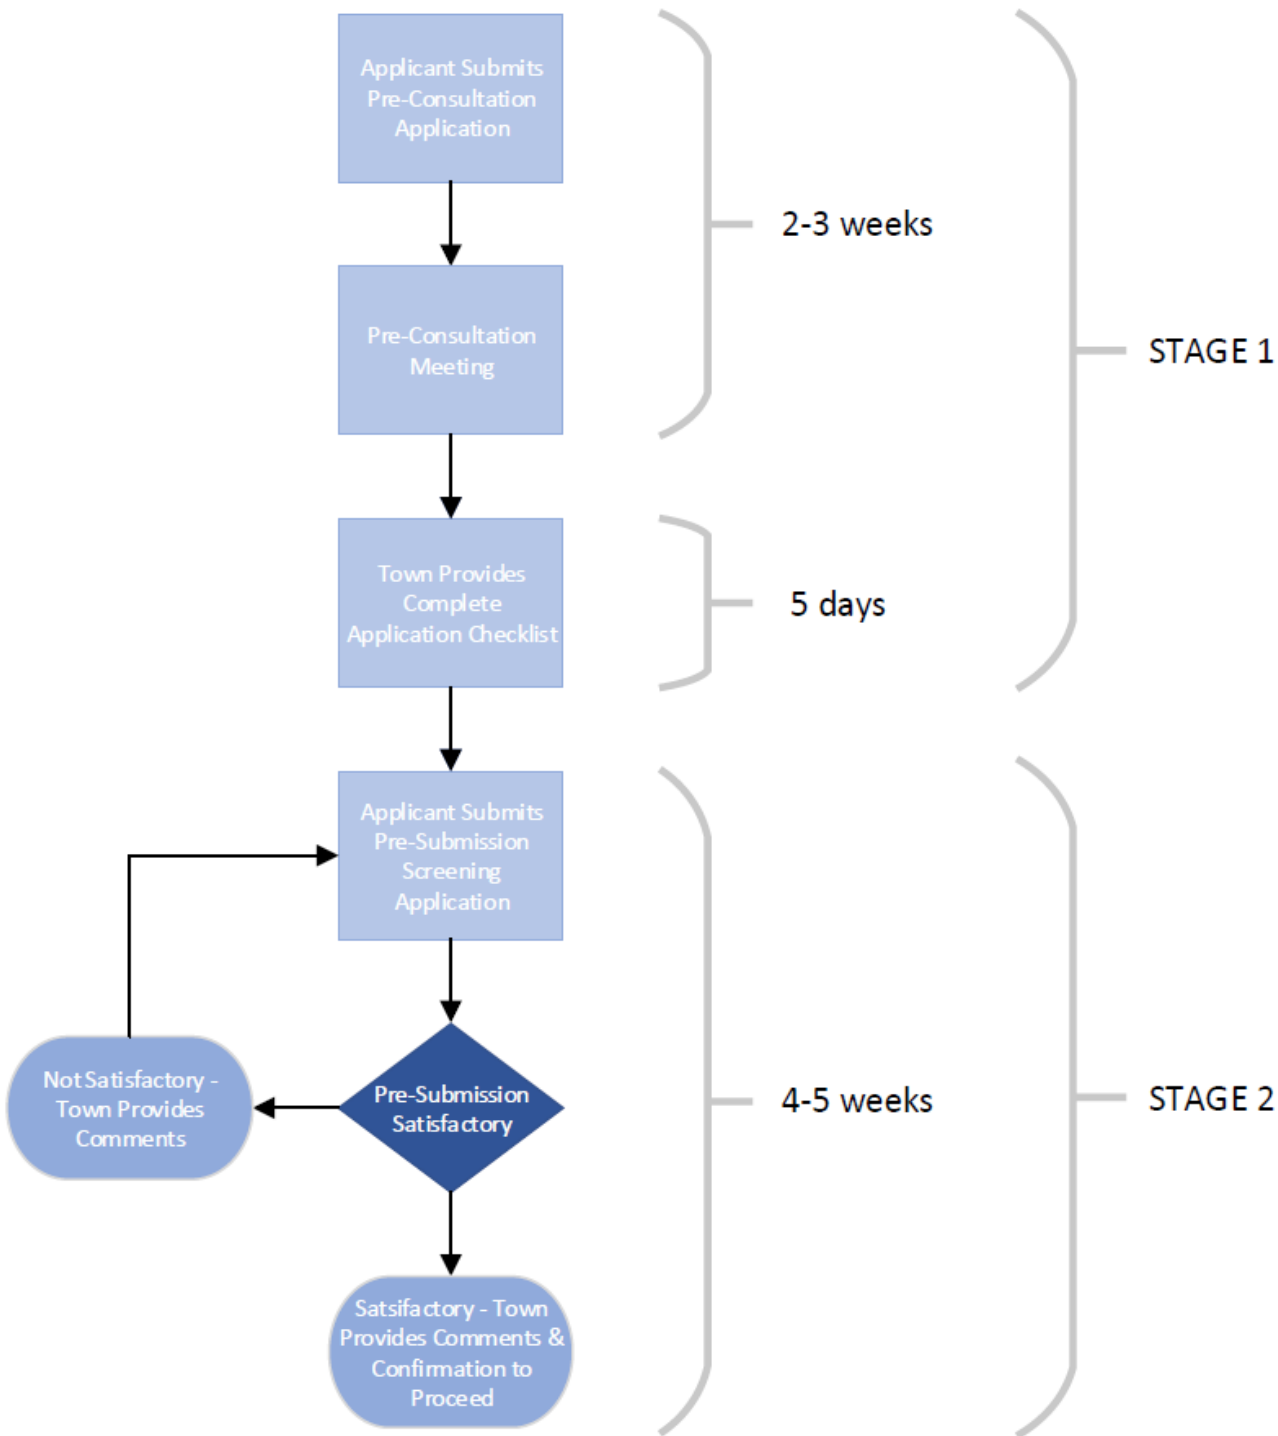 Applicant Submits
Pre-Consultation
Application
2-3 weeks
Pre-Consultation
Meeting
STAGE 1
Town Provides
Complete
Application Checklist
5 days
Applicant Submits
Pre-Submission
Screening
Application
Not Satisfactory -
Town Provides
Comments
Pre-Submission
Satisfactory
4-5 weeks
STAGE 2
Satsifactory - Town
Provides Comments &
Confirmation to
Proceed